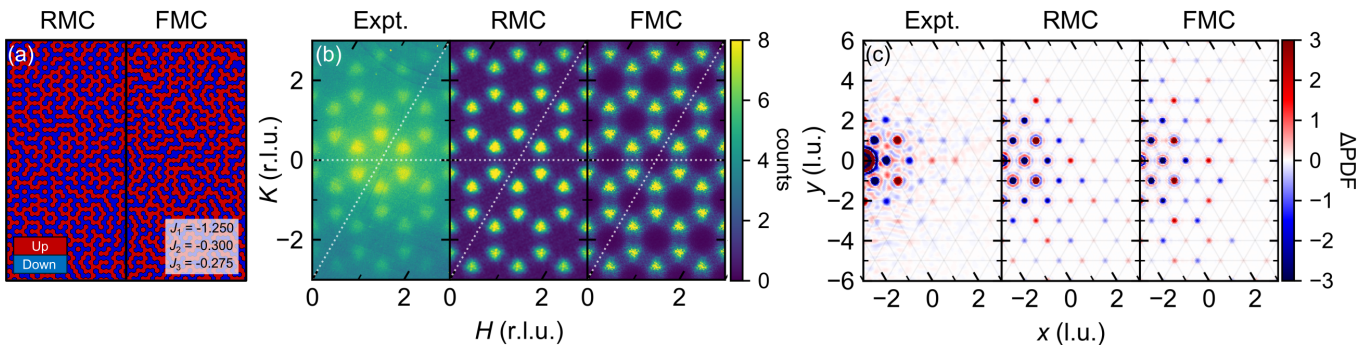 RMC FMC
(a)
Up
Down
J1 = -1.250
J2 = -0.300
J3 = -0.275
Expt. RMC FMC
(b)
2
0
−2
K (r.l.u.)
0 2 0 2 0 2
H (r.l.u.)
8
6
4
2
0
counts
Expt. RMC FMC
(c)
6
4
2
0
−2
−4
−6
y (l.u.)
−2 0 2 −2 0 2 −2 0 2
x (l.u.)
3
2
1
0
−1
−2
−3
ΔPDF